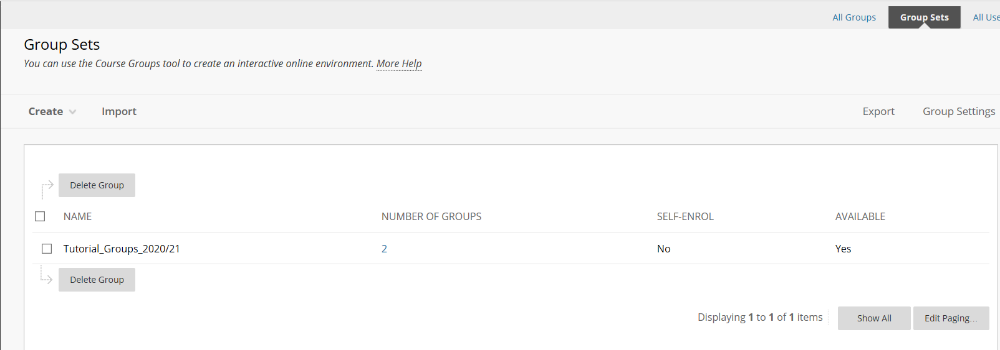 All Groups Group Sets All Use
Group Sets
You can use the Course Groups tool to create an interactive online environment. More Help
Create Import Export Group Settings
Delete Group
NAME NUMBER OF GROUPS SELF-ENROL AVAILABLE
Tutorial_Groups_2020/21 2 No Yes
Delete Group
Displaying 1 to 1 of 1 items Show All Edit Paging...